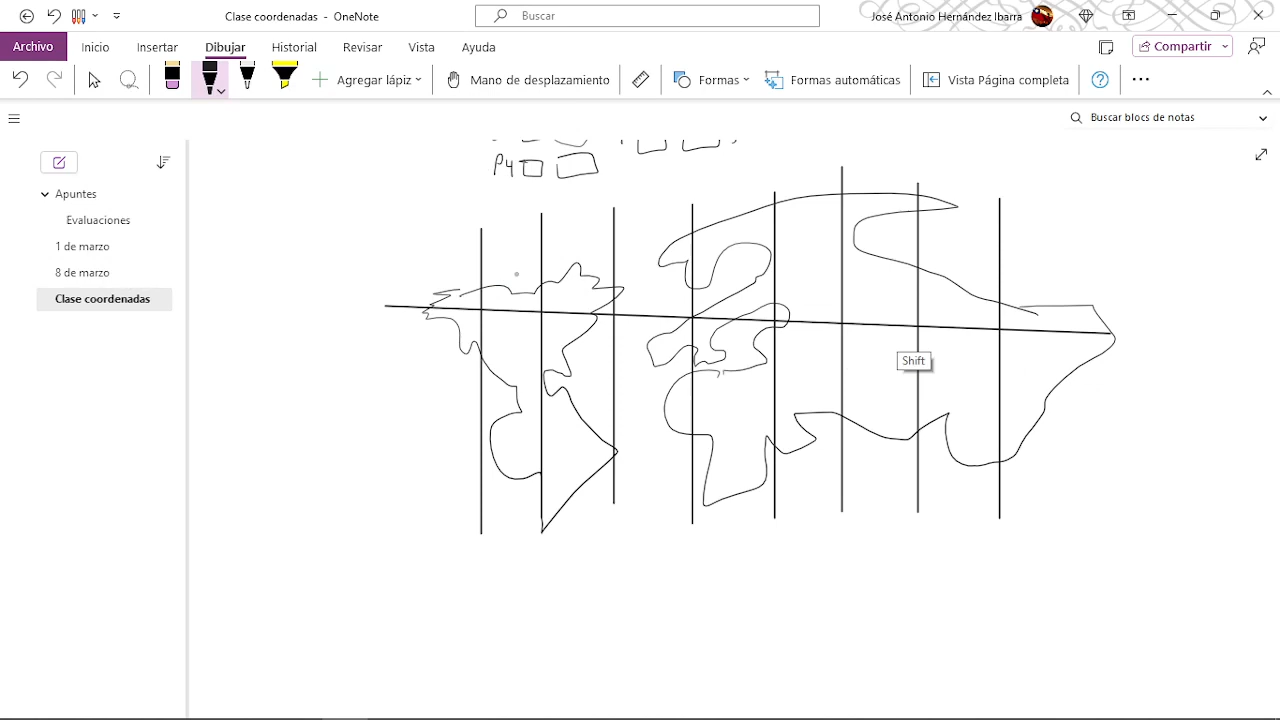 Clase coordenadas - OneNote
Buscar
José Antonio Hernández Ibarra
Archivo
Inicio
Insertar
Dibujar
Historial
Revisar
Vista
Ayuda
Compartir
Agregar lápiz
Mano de desplazamiento
Formas
Formas automáticas
Vista Página completa
Buscar blocs de notas
Apuntes
Evaluaciones
1 de marzo
8 de marzo
Clase coordenadas
P4
Shift